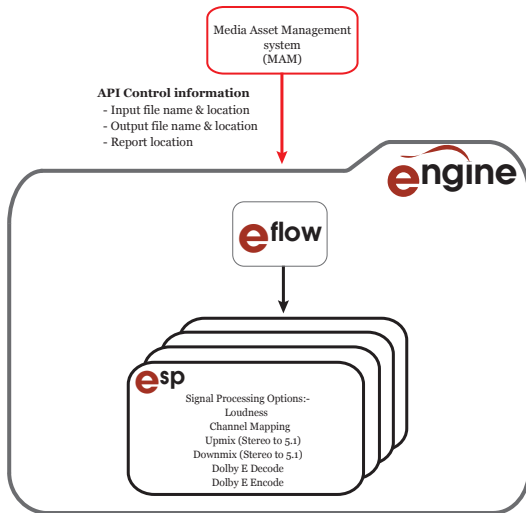 Media Asset Management
system
(MAM)
API Control information
- Input file name & location
- Output file name & location
- Report location
engine
eflow
esp
Signal Processing Options:-
Loudness
Channel Mapping
Upmix (Stereo to 5.1)
Downmix (Stereo to 5.1)
Dolby E Decode
Dolby E Encode